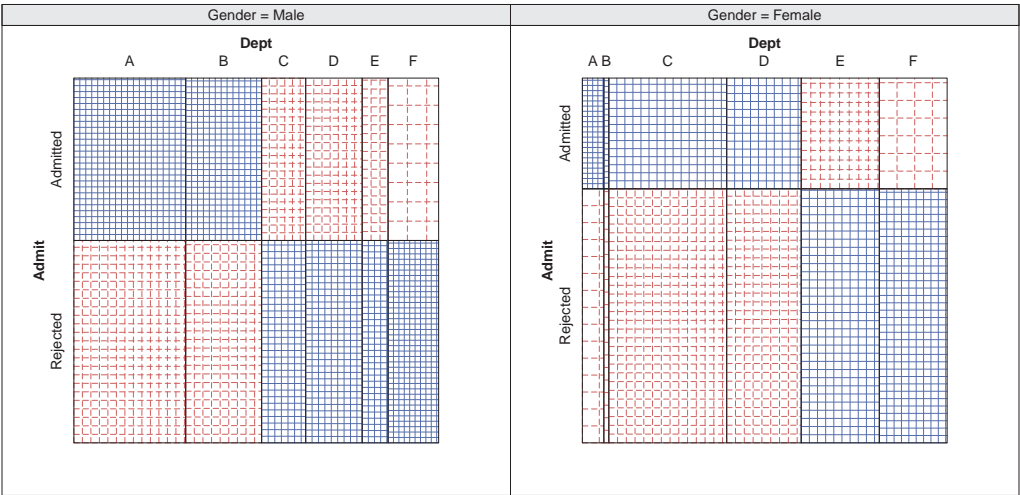 Gender = Male
Dept
A B C D E F
Admitted
Admit
Rejected
Gender = Female
Dept
A B C D E F
Admitted
Admit
Rejected